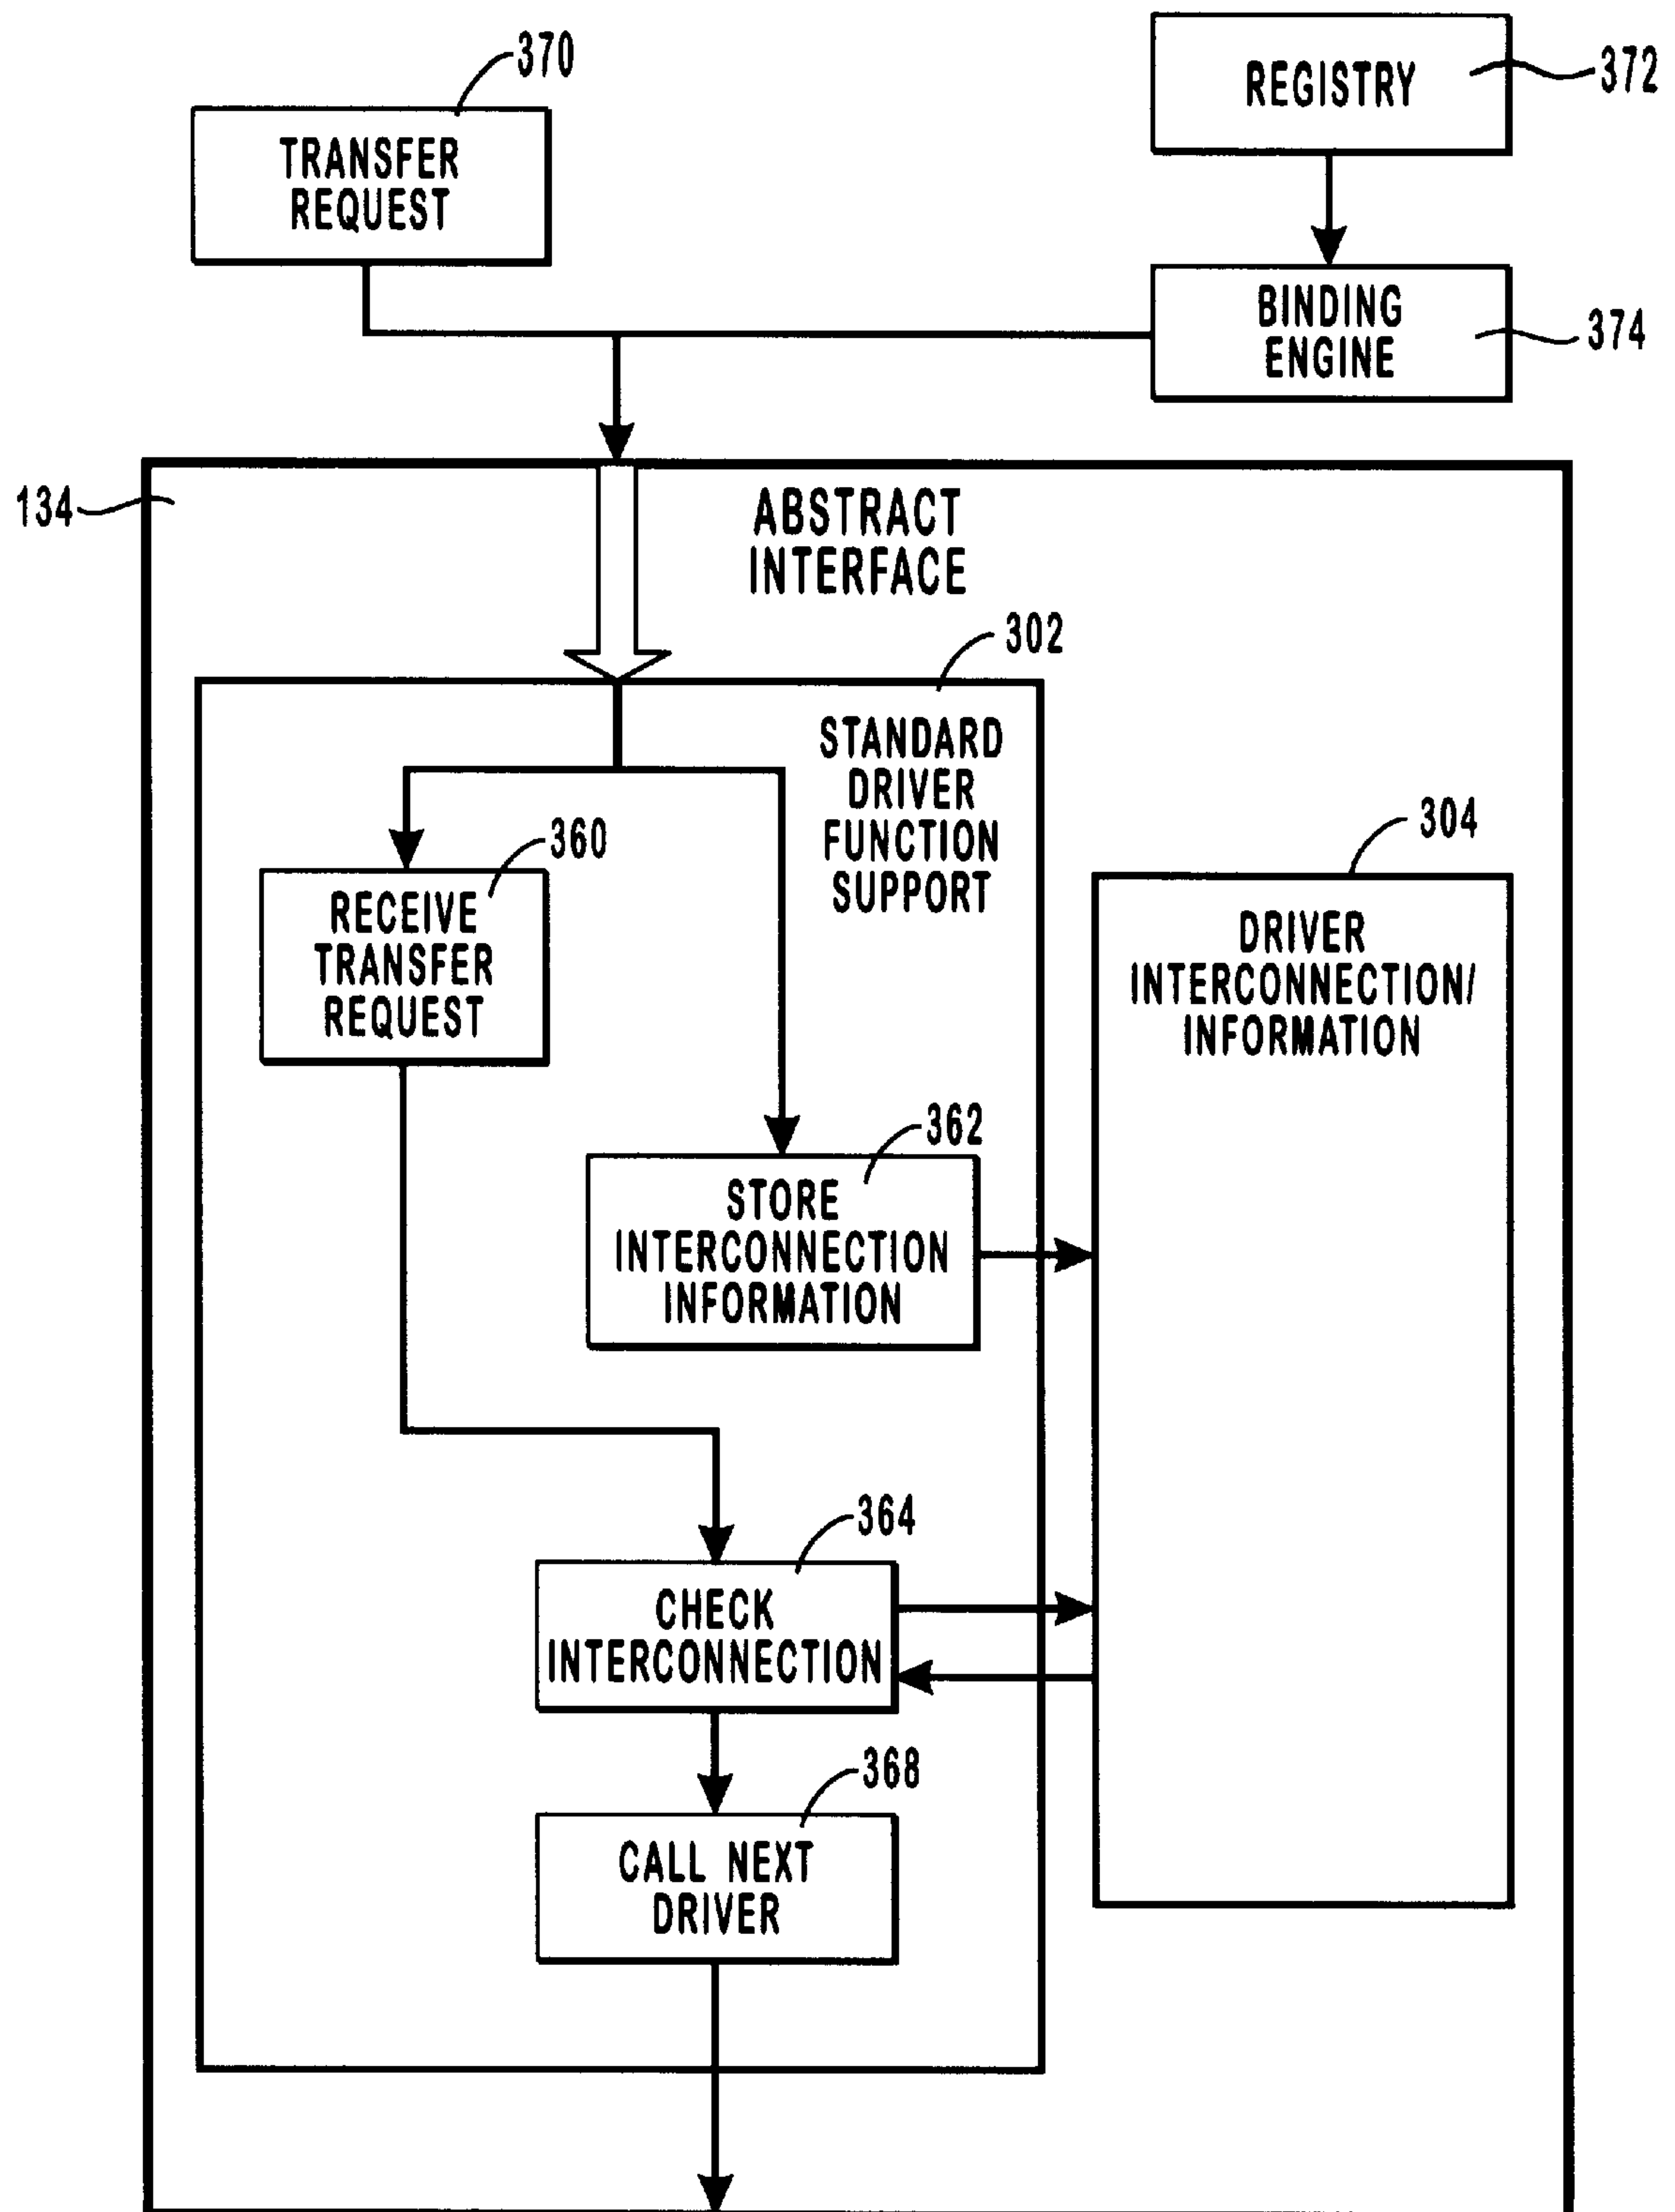 370
TRANSFER
REQUEST
REGISTRY
372
BINDING
ENGINE
374
134
ABSTRACT
INTERFACE
302
STANDARD
DRIVER
FUNCTION
SUPPORT
360
RECEIVE
TRANSFER
REQUEST
304
DRIVER
INTERCONNECTION/
INFORMATION
362
STORE
INTERCONNECTION
INFORMATION
364
CHECK
INTERCONNECTION
368
CALL NEXT
DRIVER